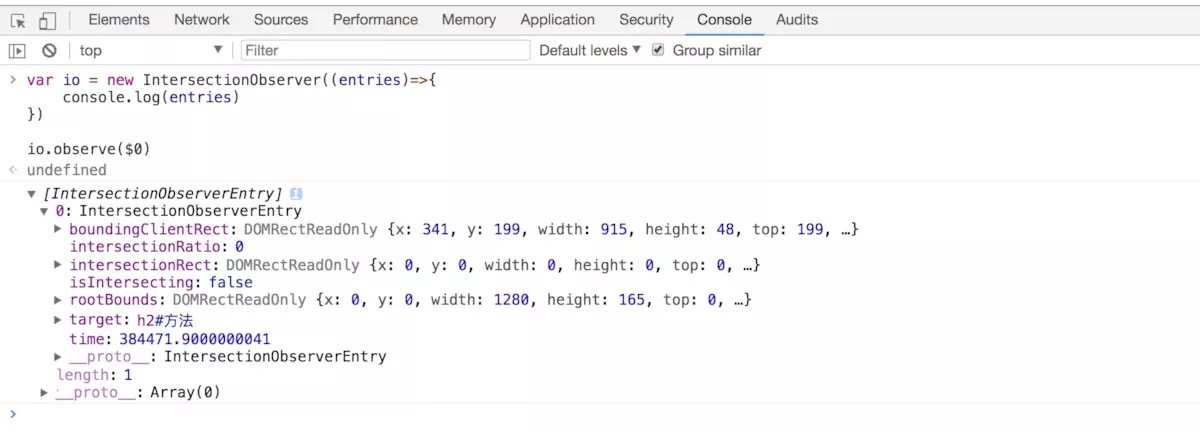 Elements Network Sources Performance Memory Application Security Console Audits
top Filter Default levels Group similar
var io = new IntersectionObserver((entries)=>{
console.log(entries)
})
io.observe($0)
undefined
[IntersectionObserverEntry]
0: IntersectionObserverEntry
boundingClientRect: DOMRectReadOnly {x: 341, y: 199, width: 915, height: 48, top: 199, …}
intersectionRatio: 0
intersectionRect: DOMRectReadOnly {x: 0, y: 0, width: 0, height: 0, top: 0, …}
isIntersecting: false
rootBounds: DOMRectReadOnly {x: 0, y: 0, width: 1280, height: 165, top: 0, …}
target: h2#方法
time: 384471.9000000041
__proto__: IntersectionObserverEntry
length: 1
__proto__: Array(0)